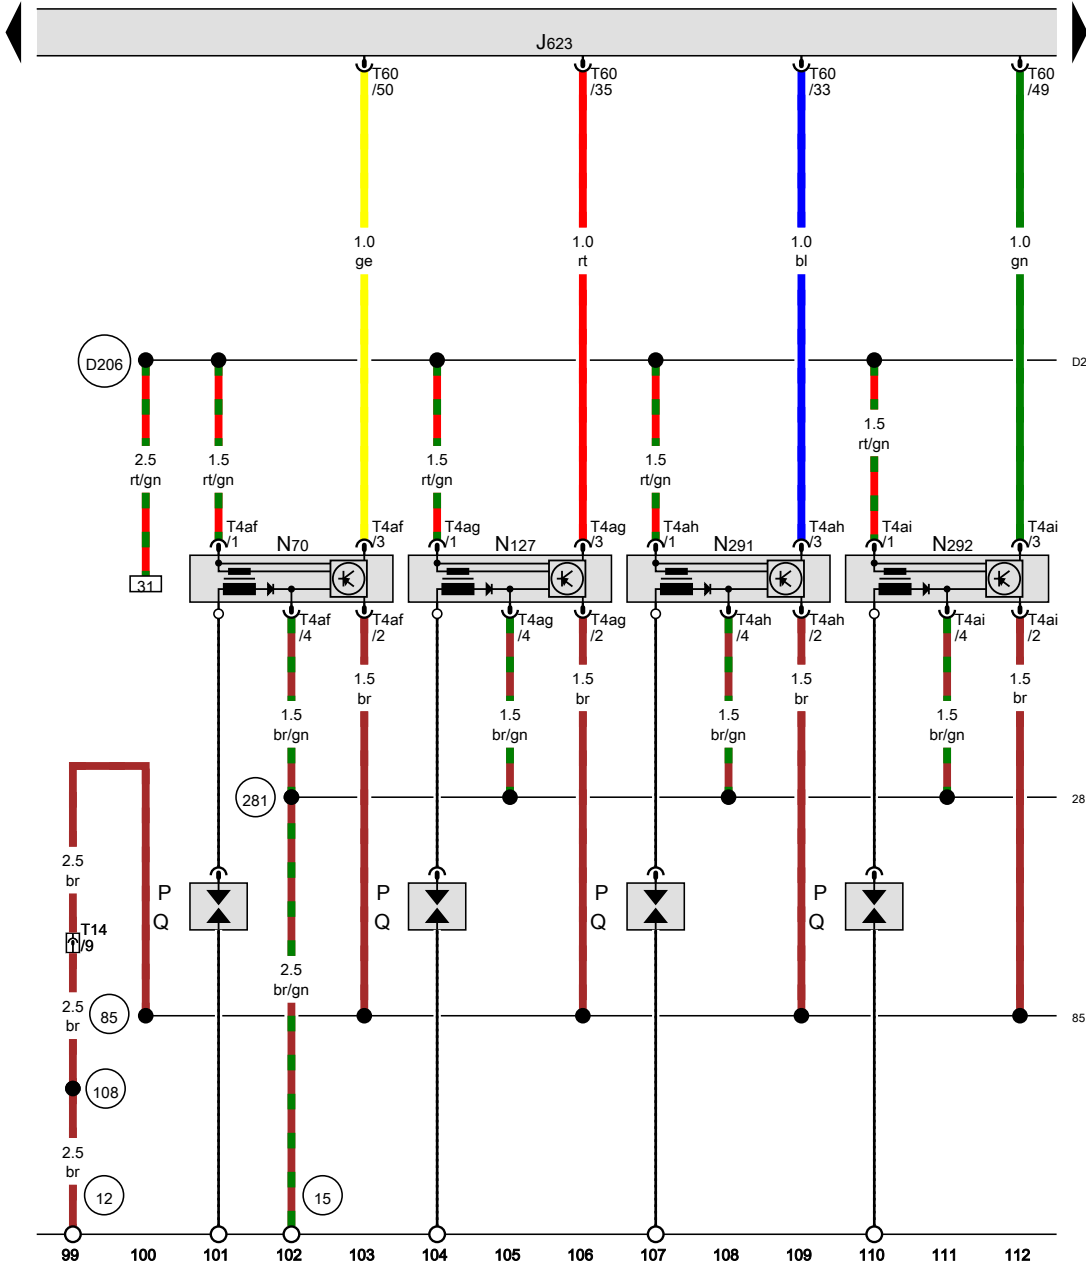 J623
T60 T60 T60 T60
/50 /35 /33 /49
1.0 1.0 1.0 1.0
ge rt bl gn
D206 D2
1.5
rt/gn
2.5 1.5 1.5 1.5
rt/gn rt/gn rt/gn rt/gn
T4af T4af T4ag T4ag T4ah T4ah T4ai T4ai
/1 N70 /3 /1 N127 /3 /1 N291 /3 /1 N292 /3
31
T4af T4af T4ag T4ag T4ah T4ah T4ai T4ai
/4 /2 /4 /2 /4 /2 /4 /2
1.5 1.5 1.5 1.5
br br br br
1.5 1.5 1.5 1.5
br/gn br/gn br/gn br/gn
281 28
2.5
br
P P P P
Q Q Q Q
T14
/9
2.5
br/gn
2.5
br
85 85
108
2.5
br
12 15
99 100 101 102 103 104 105 106 107 108 109 110 111 112